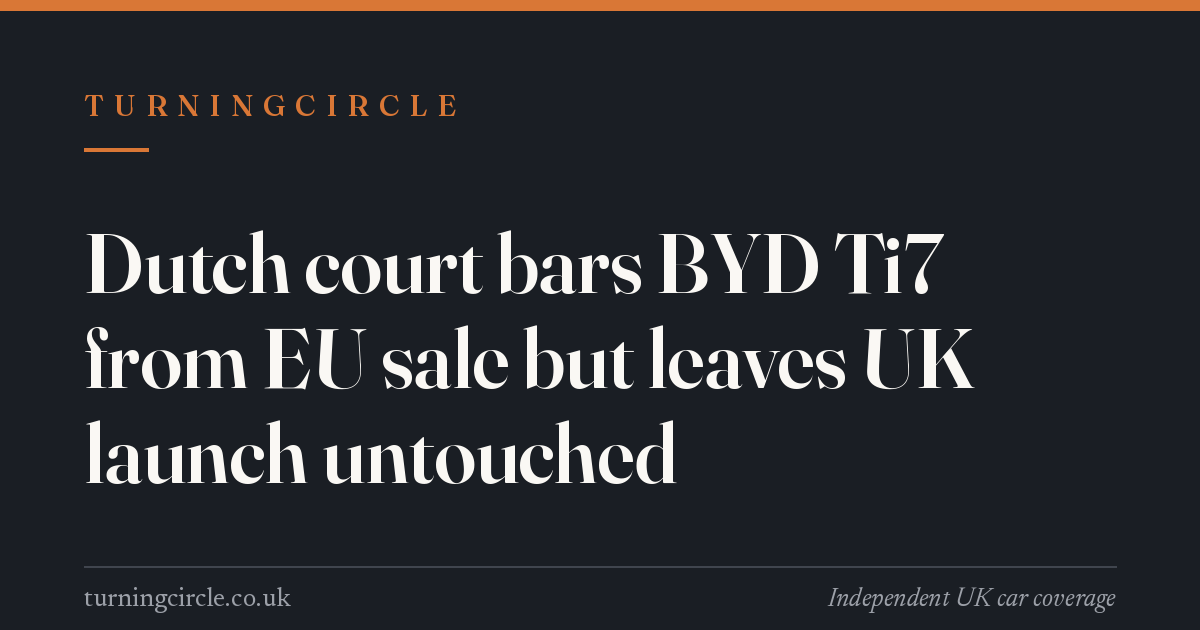 TURNINGCIRCLE
Dutch court bars BYD Ti7
from EU sale but leaves UK
launch untouched
turningcircle.co.uk
Independent UK car coverage